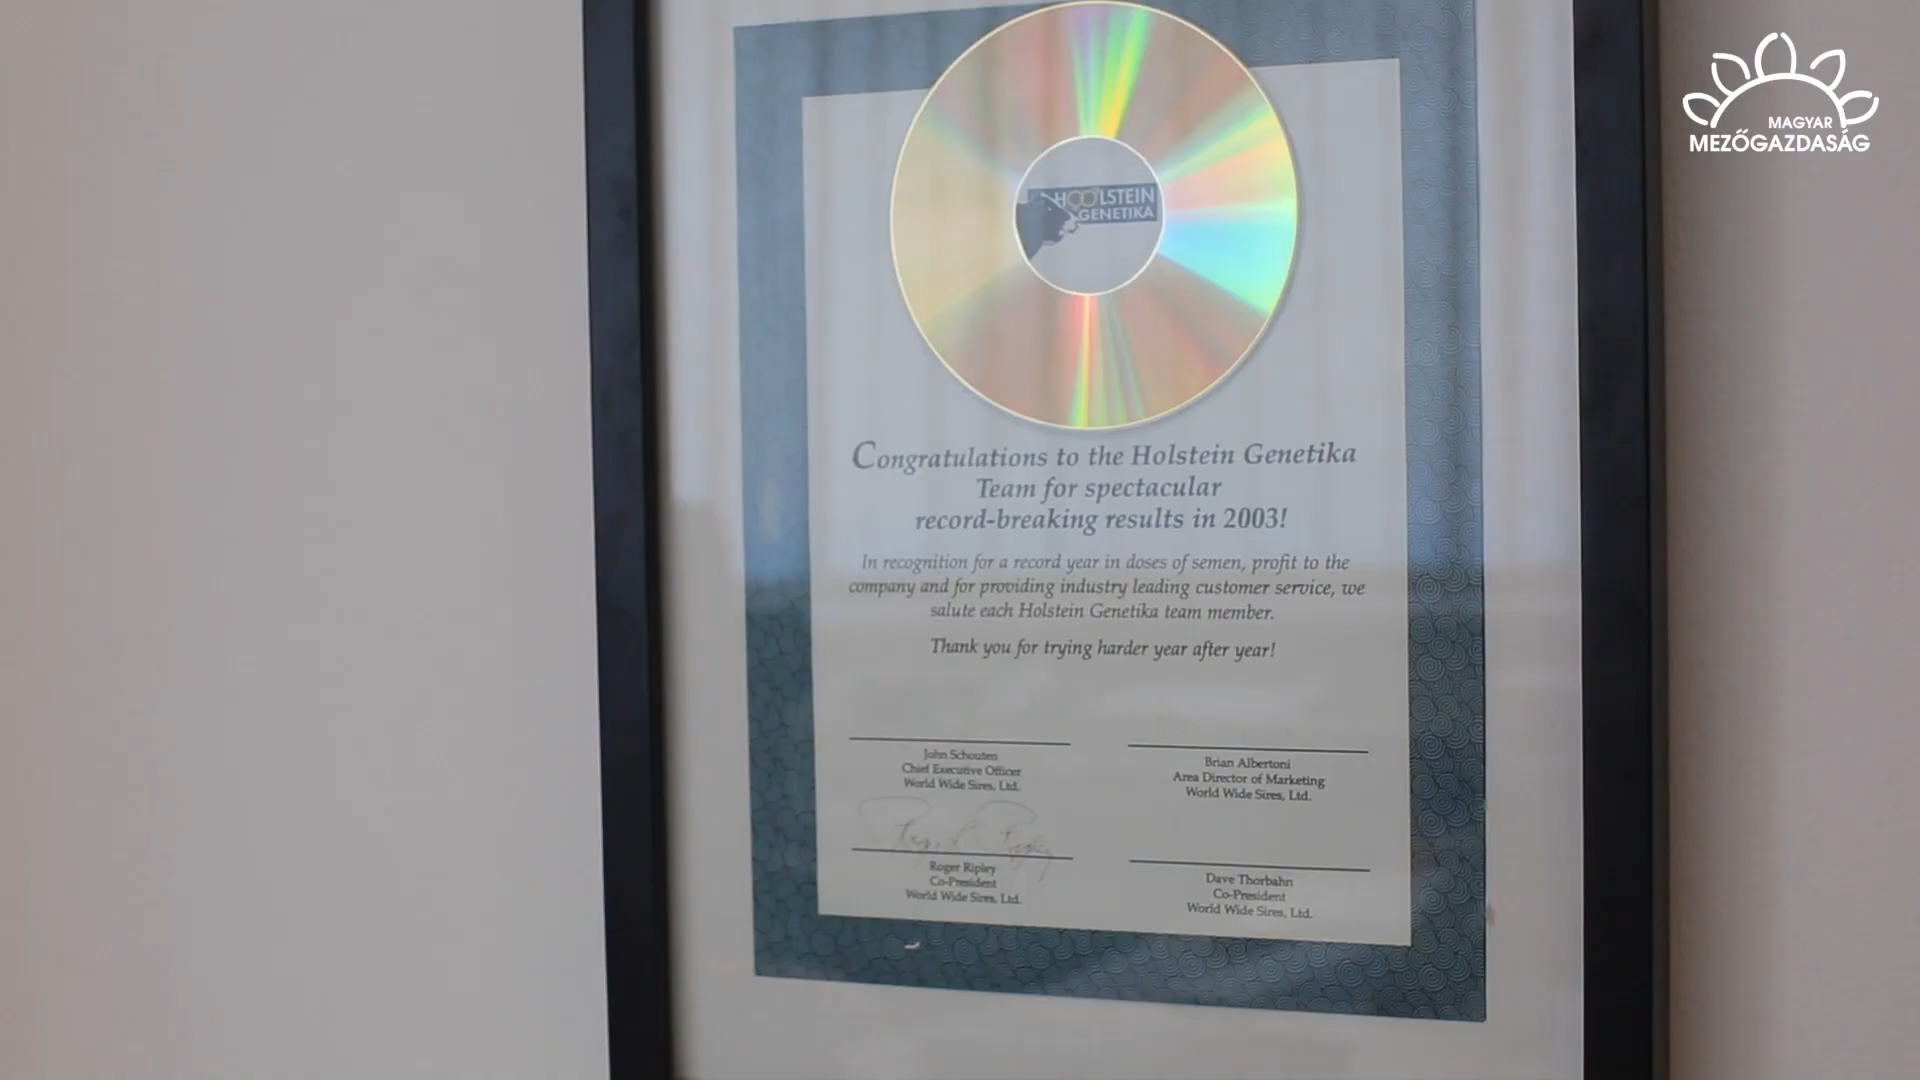 MAGYAR
MEZŐGAZDASÁG
HOOLSTEIN
GENETIKA
Congratulations to the Holstein Genetika
Team for spectacular
record-breaking results in 2003!
In recognition for a record year in doses of semen, profit to the
company and for providing industry leading customer service, we
salute each Holstein Genetika team member.
Thank you for trying harder year after year!
John Schouten
Chief Executive Officer
World Wide Sires, Ltd.
Brian Albertoni
Area Director of Marketing
World Wide Sires, Ltd.
Roger Ripley
Co-President
World Wide Sires, Ltd.
Dave Thorbahn
Co-President
World Wide Sires, Ltd.